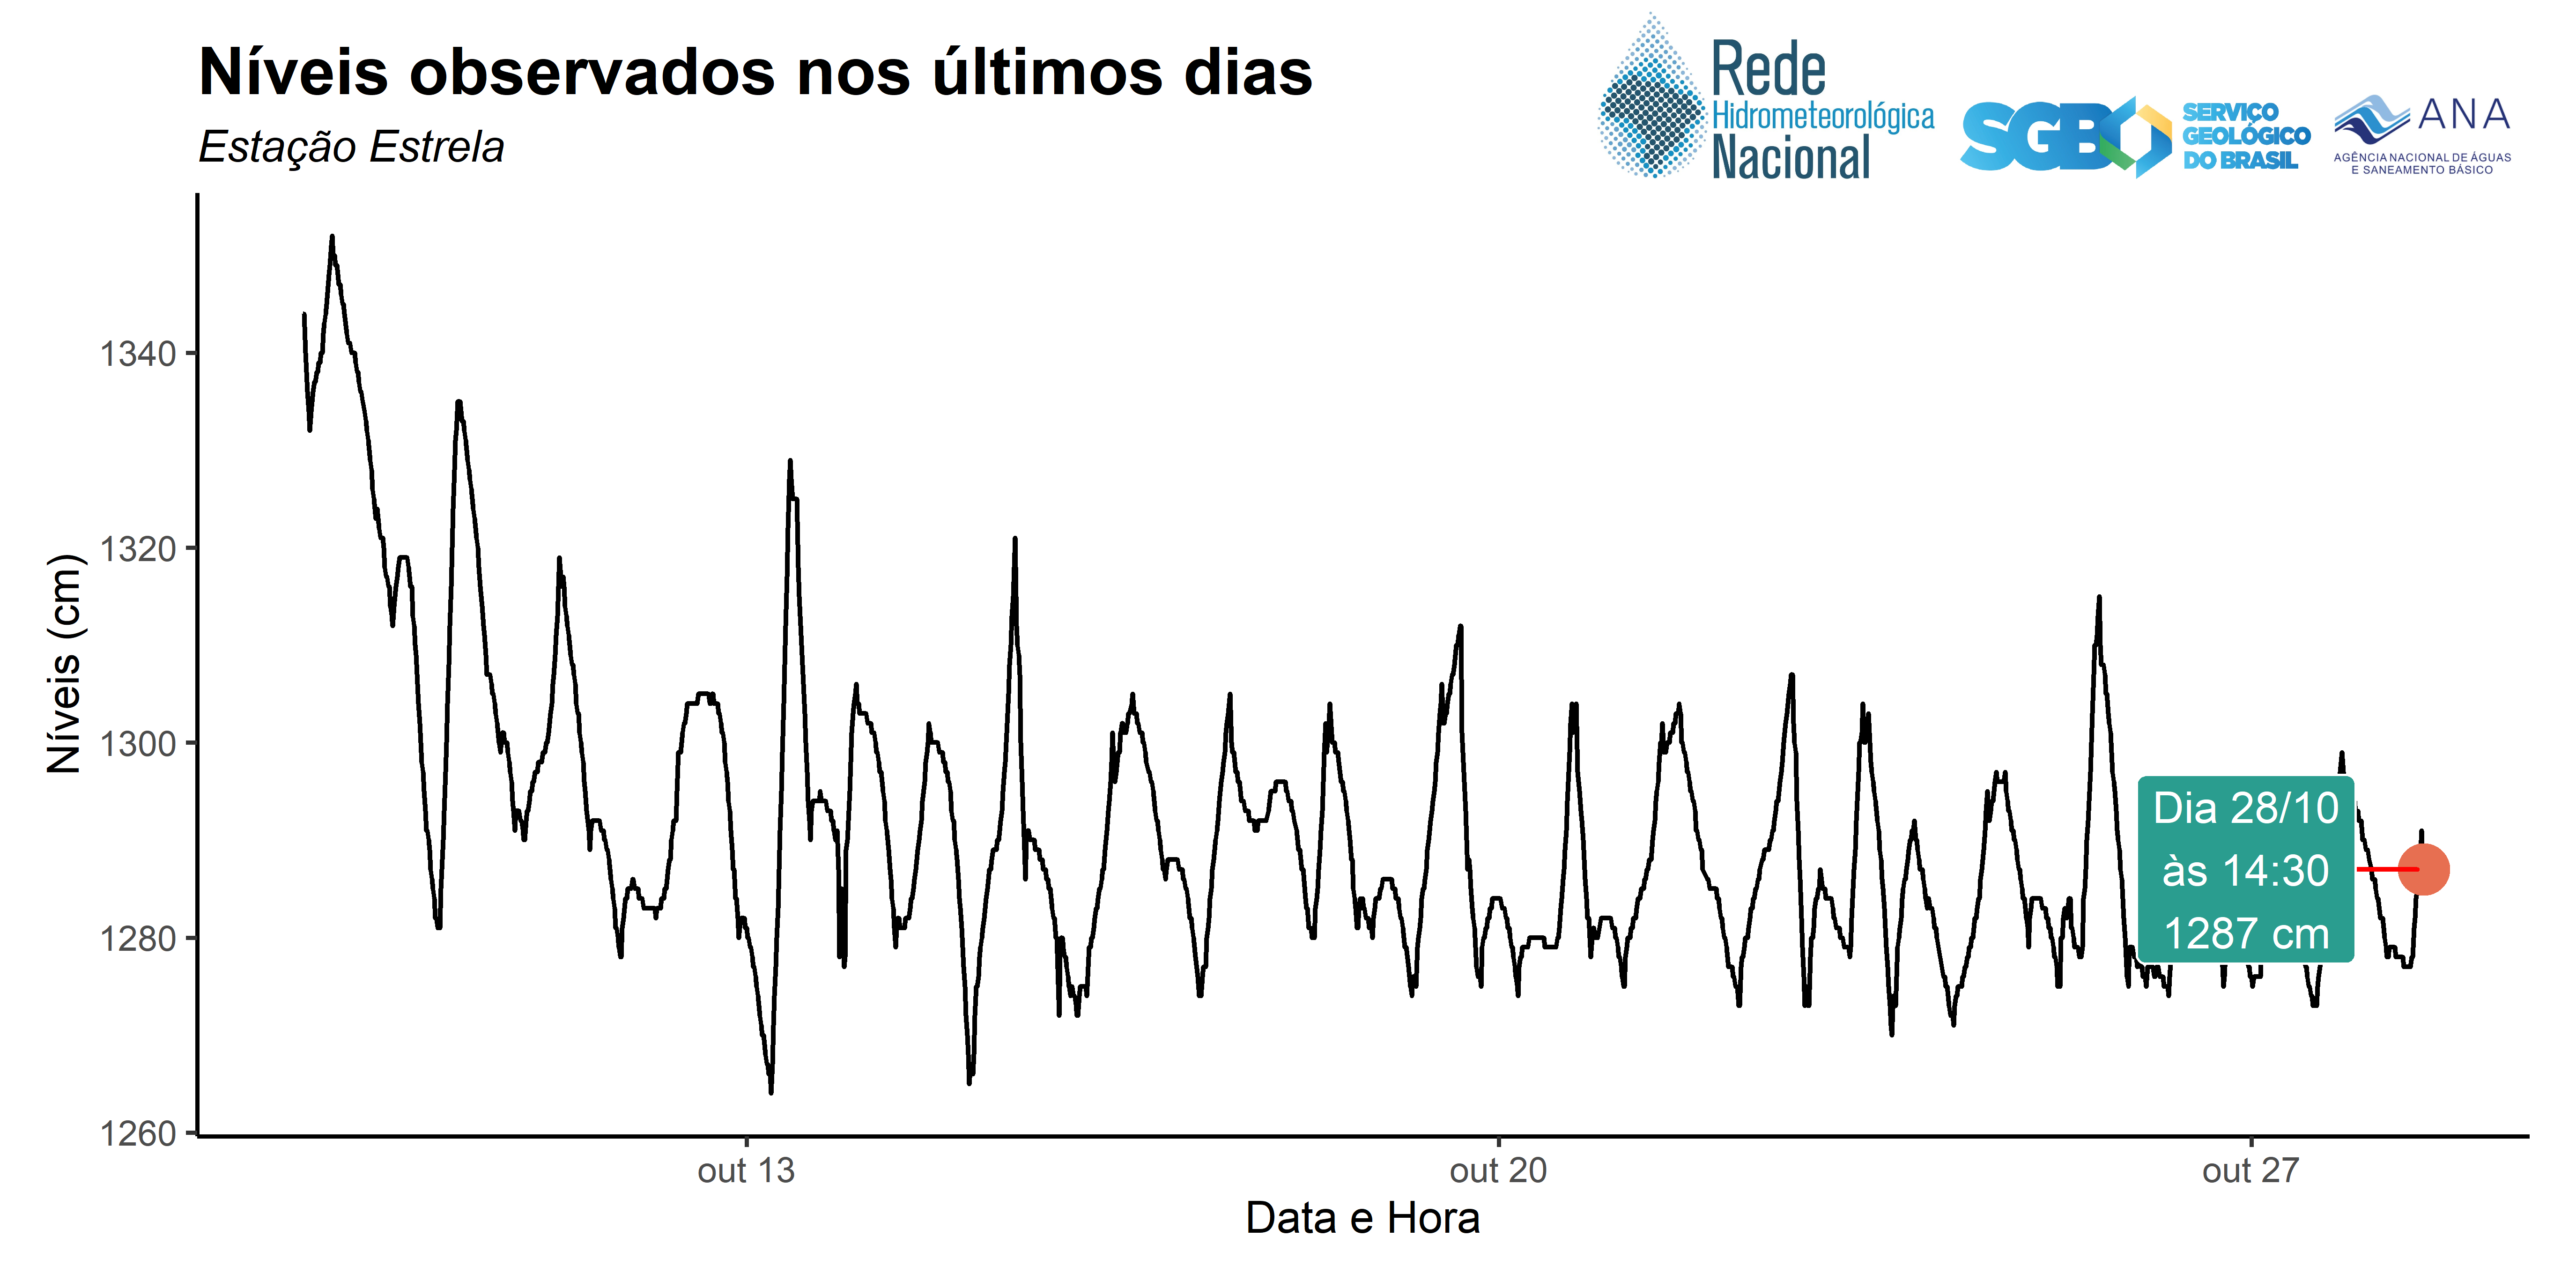 Níveis observados nos últimos dias
Estação Estrela
Rede
Hidrometeorológica
Nacional
SGB
SERVIÇO
GEOLÓGICO
DO BRASIL
ANA
AGÊNCIA NACIONAL DE ÁGUAS
E SANEAMENTO BÁSICO
Níveis (cm)
1340
1320
1300
1280
1260
Dia 28/10
às 14:30
1287 cm
out 13
out 20
out 27
Data e Hora